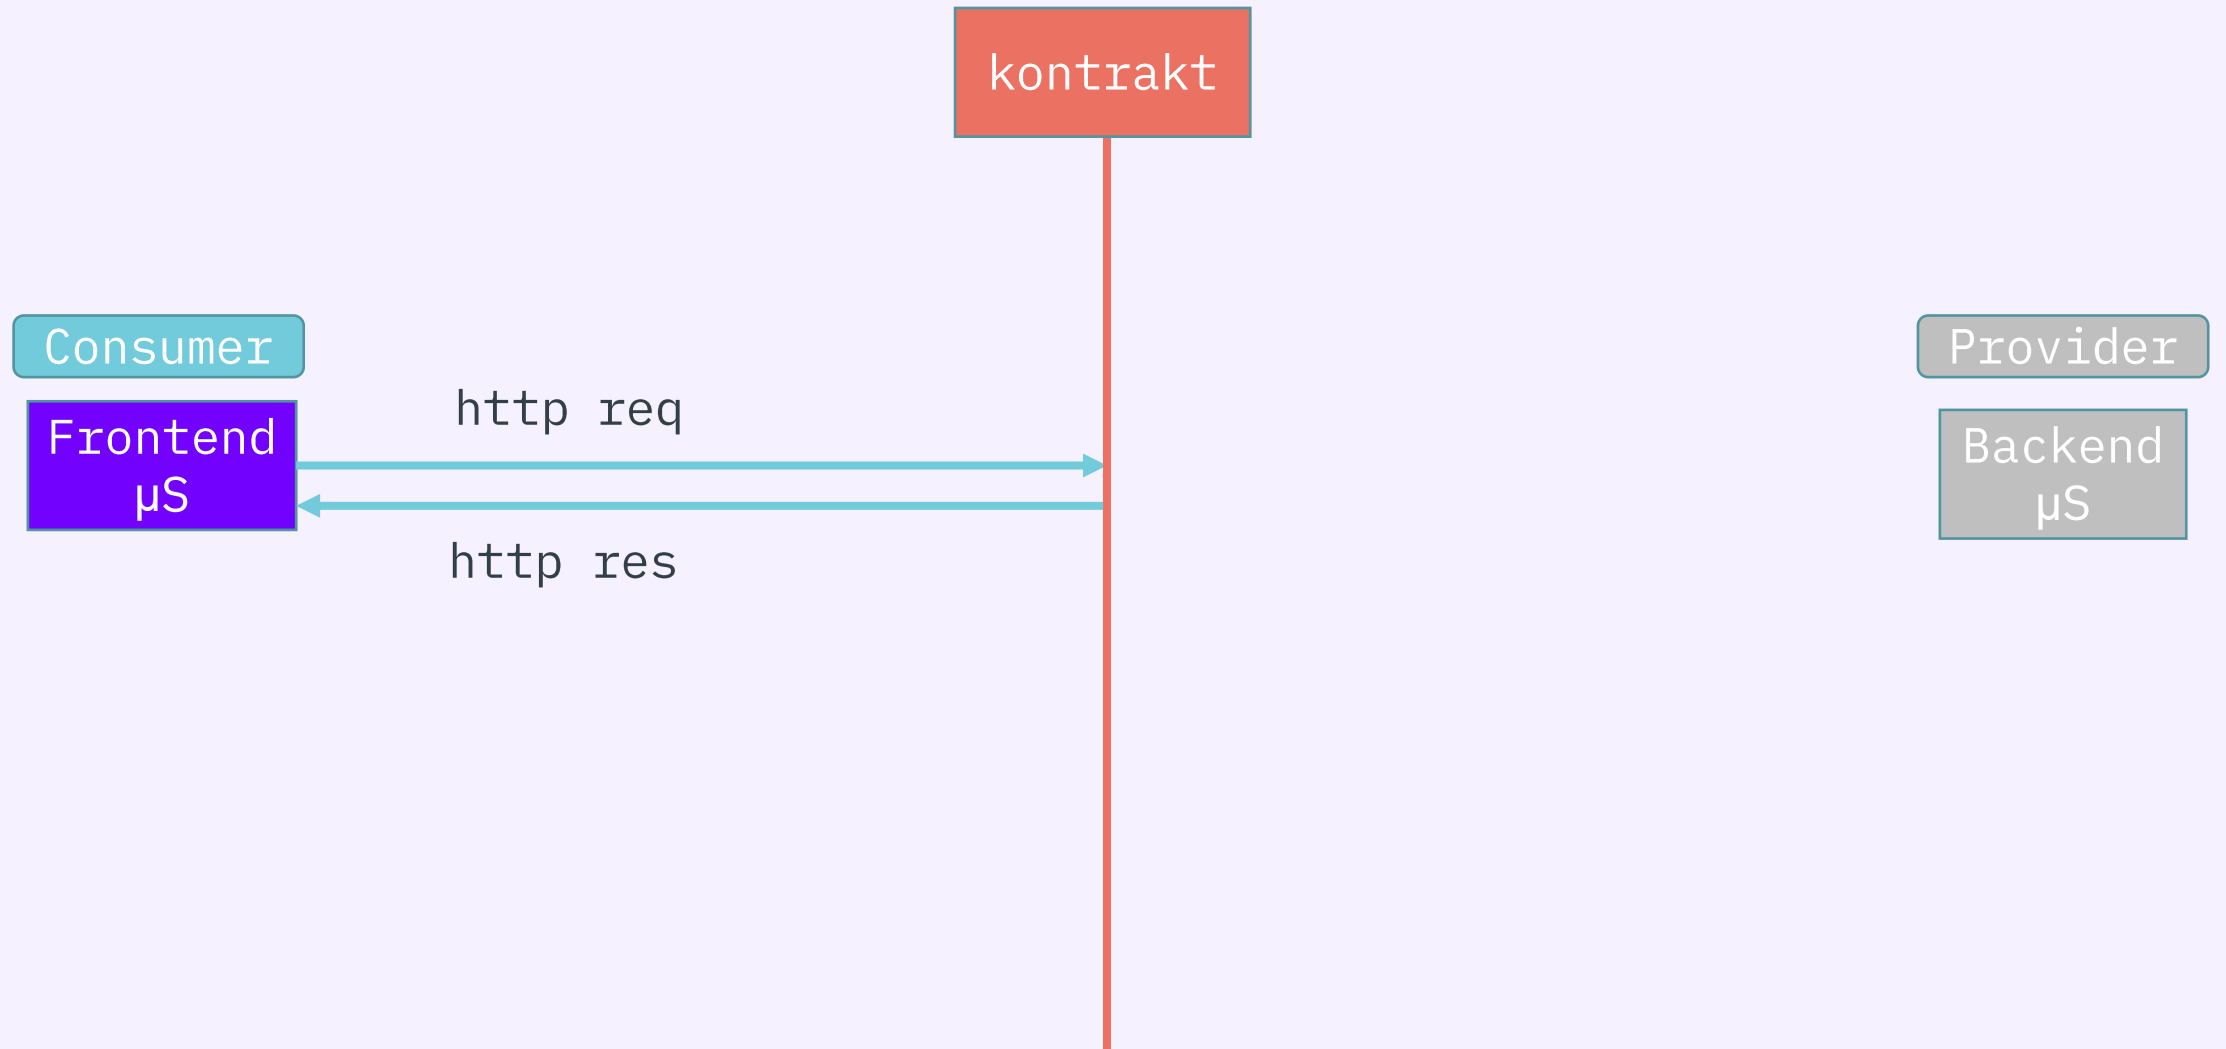 kontrakt
Consumer
Provider
http req
Frontend
µS
Backend
µS
http res